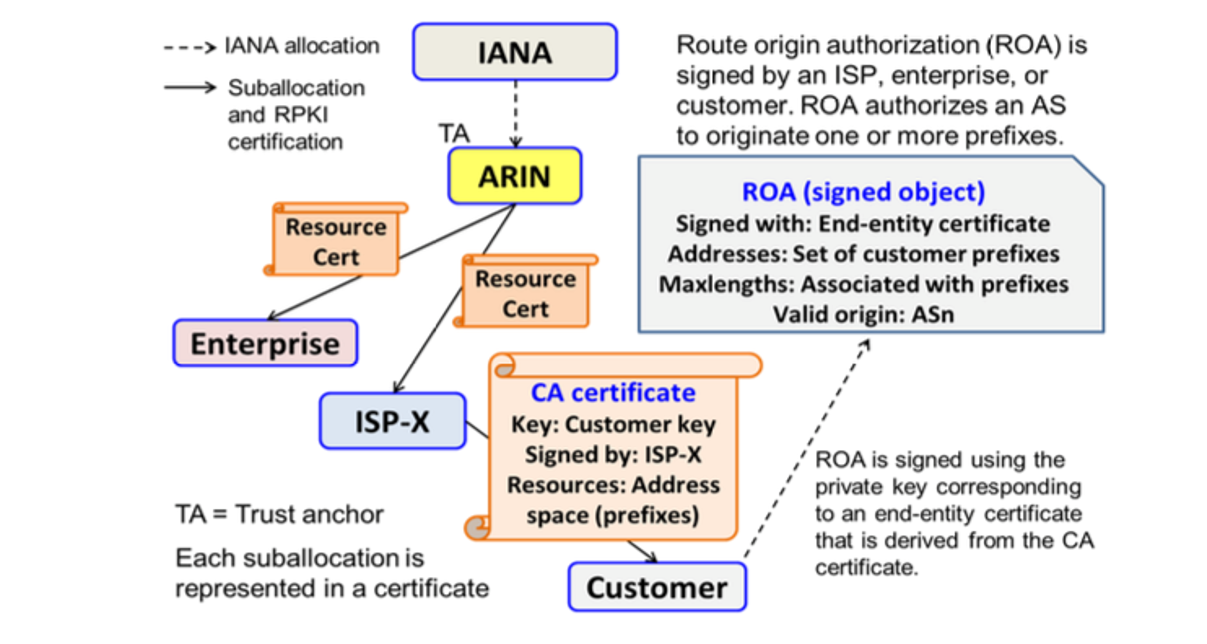 IANA allocation
Suballocation
and RPKI
certification
IANA
TA
ARIN
Route origin authorization (ROA) is
signed by an ISP, enterprise, or
customer. ROA authorizes an AS
to originate one or more prefixes.
ROA (signed object)
Signed with: End-entity certificate
Addresses: Set of customer prefixes
Maxlengths: Associated with prefixes
Valid origin: ASn
Resource
Cert
Resource
Cert
Enterprise
ISP-X
CA certificate
Key: Customer key
Signed by: ISP-X
Resources: Address
space (prefixes)
ROA is signed using the
private key corresponding
to an end-entity certificate
that is derived from the CA
certificate.
TA = Trust anchor
Each suballocation is
represented in a certificate
Customer